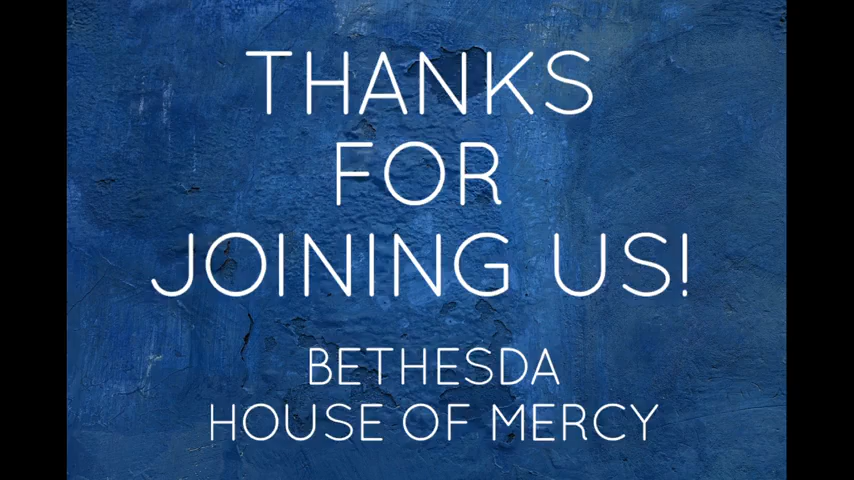 THANKS
FOR
JOINING US!
BETHESDA
HOUSE OF MERCY